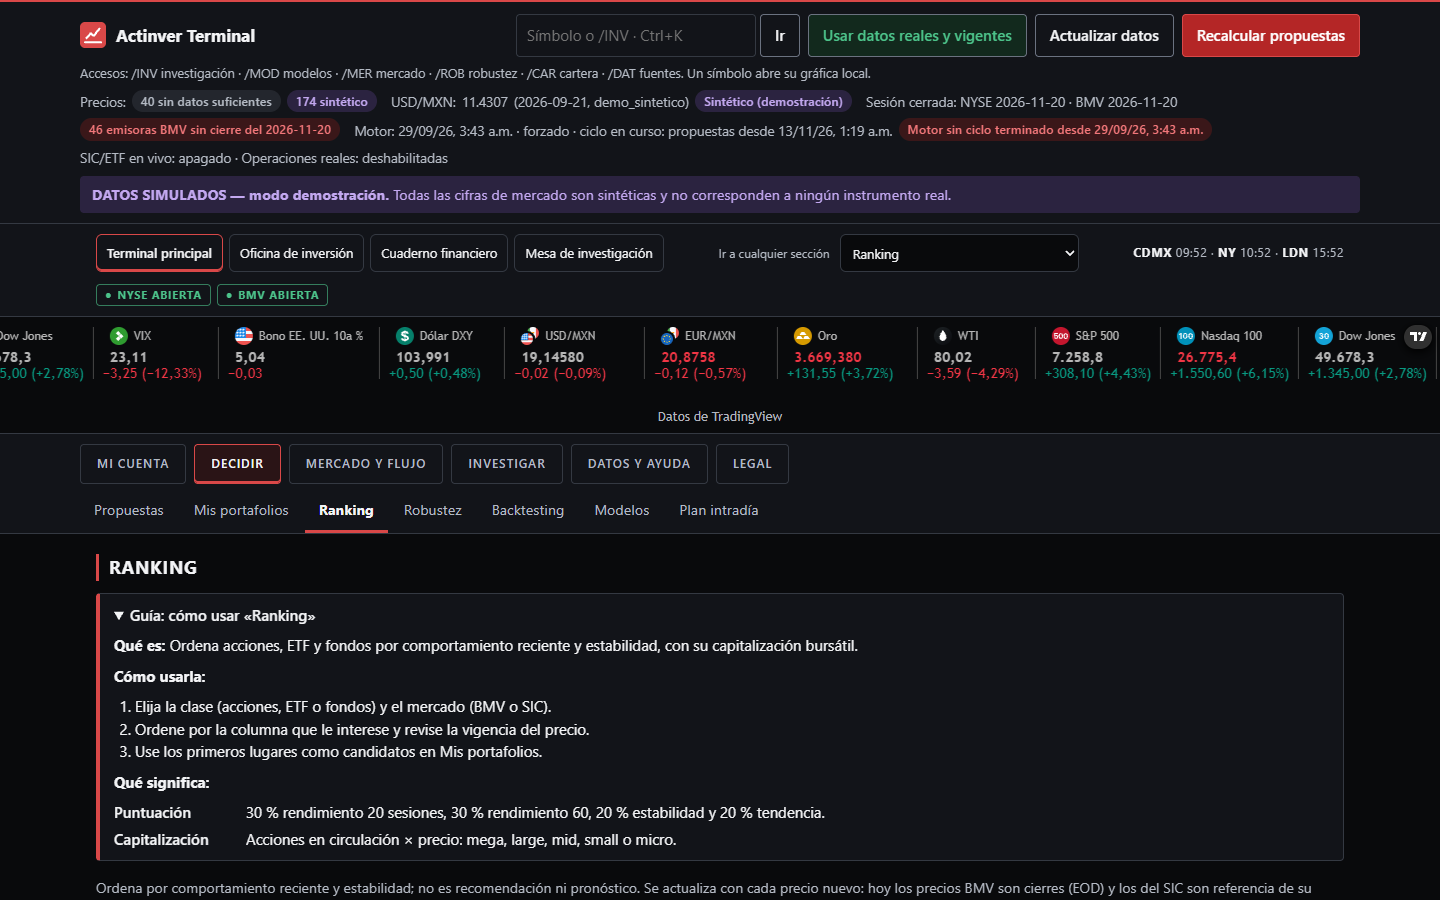 Actinver Terminal
Símbolo o /INV · Ctrl+K
Ir
Usar datos reales y vigentes
Actualizar datos
Recalcular propuestas
Accesos: /INV investigación · /MOD modelos · /MER mercado · /ROB robustez · /CAR cartera · /DAT fuentes. Un símbolo abre su gráfica local.
Precios: 40 sin datos suficientes 174 sintético USD/MXN: 11.4307 (2026-09-21, demo_sintetico) Sintético (demostración) Sesión cerrada: NYSE 2026-11-20 · BMV 2026-11-20
46 emisoras BMV sin cierre del 2026-11-20 Motor: 29/09/26, 3:43 a.m. · forzado · ciclo en curso: propuestas desde 13/11/26, 1:19 a.m. Motor sin ciclo terminado desde 29/09/26, 3:43 a.m.
SIC/ETF en vivo: apagado · Operaciones reales: deshabilitadas
DATOS SIMULADOS — modo demostración. Todas las cifras de mercado son sintéticas y no corresponden a ningún instrumento real.
Terminal principal
Oficina de inversión
Cuaderno financiero
Mesa de investigación
Ir a cualquier sección
Ranking
CDMX 09:52 · NY 10:52 · LDN 15:52
• NYSE ABIERTA
• BMV ABIERTA
Dow Jones
678,3
5,00 (+2,78%)
VIX
23,11
−3,25 (−12,33%)
Bono EE. UU. 10a %
5,04
−0,03
$ Dólar DXY
103,991
+0,50 (+0,48%)
USD/MXN
19,14580
−0,02 (−0,09%)
EUR/MXN
20,8758
−0,12 (−0,57%)
Oro
3.669,380
+131,55 (+3,72%)
WTI
80,02
−3,59 (−4,29%)
500 S&P 500
7.258,8
+308,10 (+4,43%)
100 Nasdaq 100
26.775,4
+1.550,60 (+6,15%)
30 Dow Jones
49.678,3
+1.345,00 (+2,78%)
Datos de TradingView
MI CUENTA
DECIDIR
MERCADO Y FLUJO
INVESTIGAR
DATOS Y AYUDA
LEGAL
Propuestas
Mis portafolios
Ranking
Robustez
Backtesting
Modelos
Plan intradía
RANKING
▼ Guía: cómo usar «Ranking»
Qué es: Ordena acciones, ETF y fondos por comportamiento reciente y estabilidad, con su capitalización bursátil.
Cómo usarla:
1. Elija la clase (acciones, ETF o fondos) y el mercado (BMV o SIC).
2. Ordene por la columna que le interese y revise la vigencia del precio.
3. Use los primeros lugares como candidatos en Mis portafolios.
Qué significa:
Puntuación 30 % rendimiento 20 sesiones, 30 % rendimiento 60, 20 % estabilidad y 20 % tendencia.
Capitalización Acciones en circulación × precio: mega, large, mid, small o micro.
Ordena por comportamiento reciente y estabilidad; no es recomendación ni pronóstico. Se actualiza con cada precio nuevo: hoy los precios BMV son cierres (EOD) y los del SIC son referencia de su